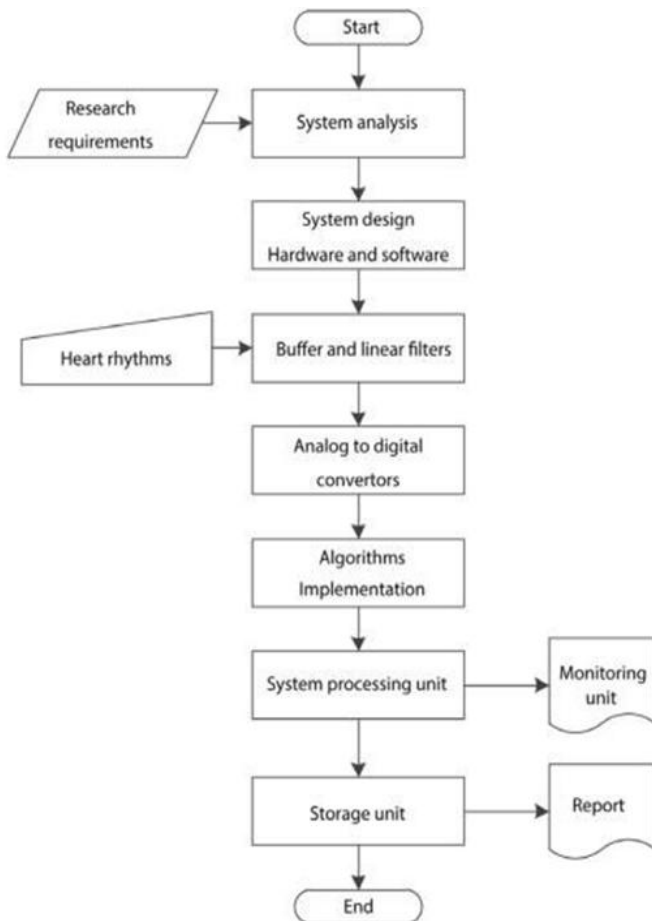 Start
Research
requirements
System analysis
System design
Hardware and software
Heart rhythms
Buffer and linear filters
Analog to digital
convertors
Algorithms
Implementation
System processing unit
Monitoring
unit
Storage unit
Report
End